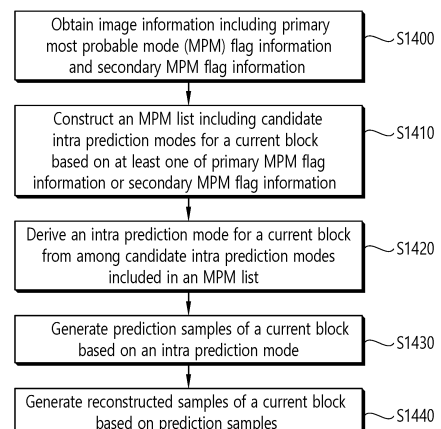 Obtain image information including primary
most probable mode (MPM) flag information
and secondary MPM flag information
S1400
Construct an MPM list including candidate
intra prediction modes for a current block
based on at least one of primary MPM flag
information or secondary MPM flag information
S1410
Derive an intra prediction mode for a current block
from among candidate intra prediction modes
included in an MPM list
S1420
Generate prediction samples of a current block
based on an intra prediction mode
S1430
Generate reconstructed samples of a current block
based on prediction samples
S1440